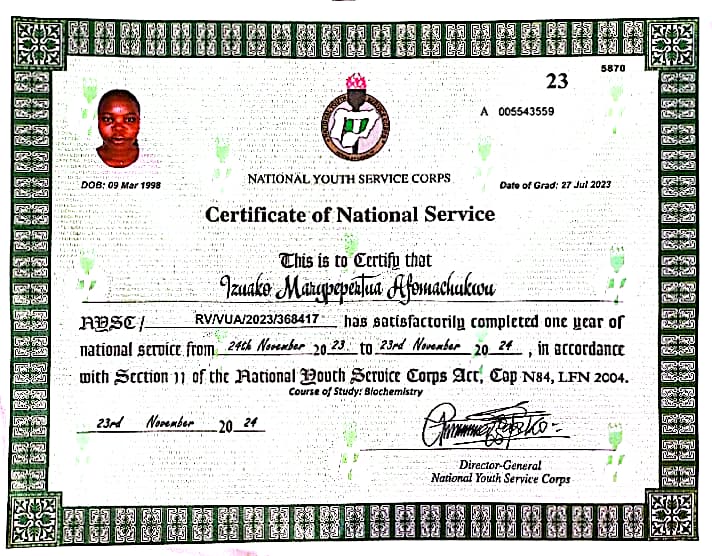 5870
23
A 005543559
NATIONAL YOUTH SERVICE CORPS
DOB: 09 Mar 1998
Date of Grad: 27 Jul 2023
Certificate of National Service
This is to Certify that
Izuako Marypepertua Afomachukwu
NYSC/ RV/VUA/2023/368417 has satisfactorily completed one year of
national service from 24th November 20 23 to 23rd November 20 24 , in accordance
with Section 11 of the National Youth Service Corps Act, Cap N84, LFN 2004.
Course of Study: Biochemistry
23rd November 20 24
Director-General
National Youth Service Corps